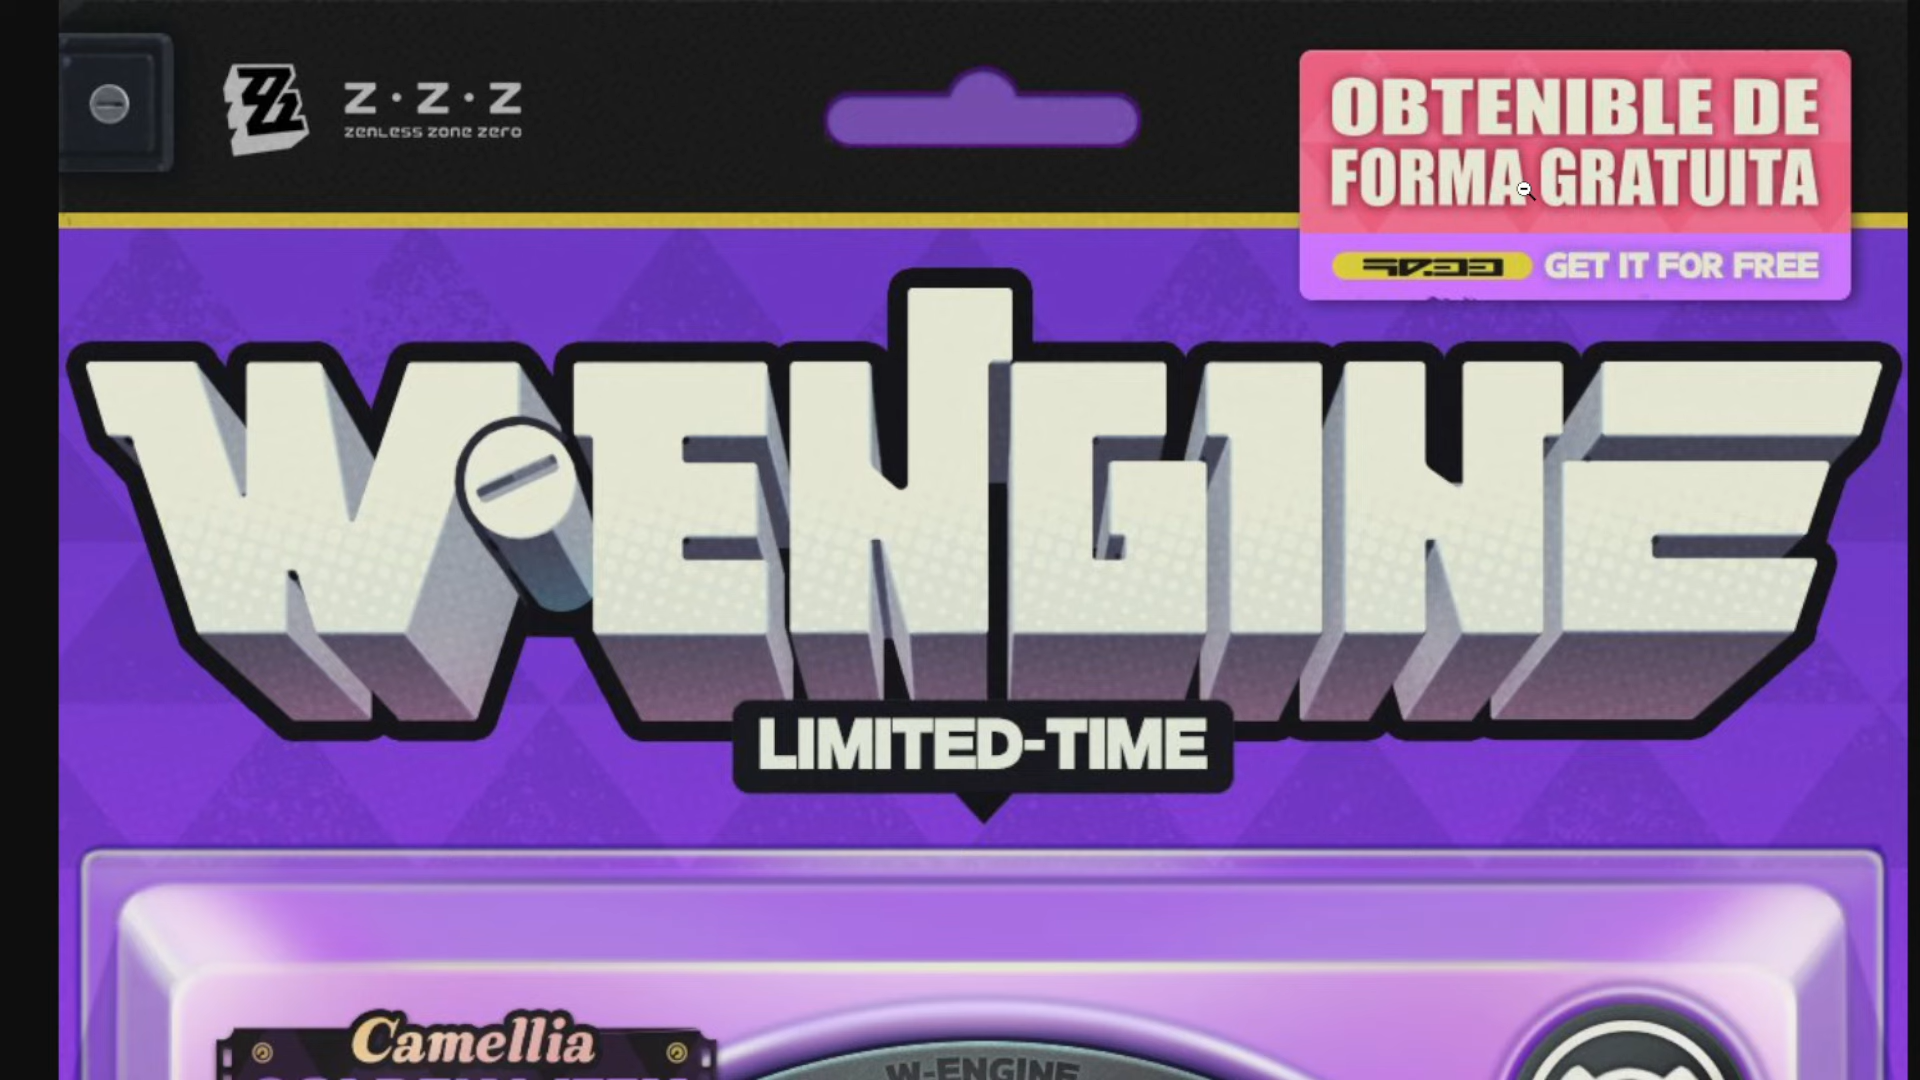 Z·Z·Z
zenless zone zero
OBTENIBLE DE
FORMA GRATUITA
GET IT FOR FREE
W·ENGINE
LIMITED-TIME
Camellia
W-ENGINE